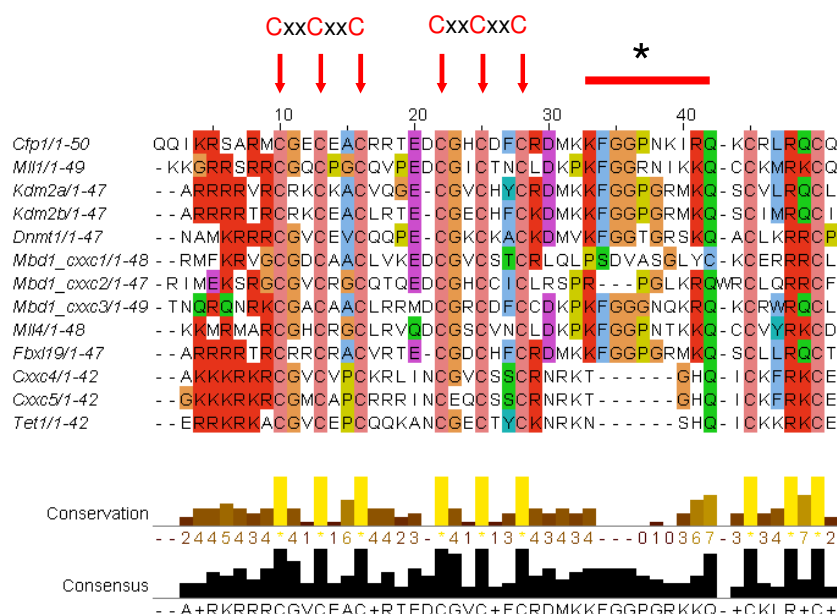 CxxCxxC CxxCxxC *
10 20 30 40
Cfp1/1-50 QQIKRSARMCGECEACRRTEDCGHCDFCRDMKKFGGPNKIRQ-KCRLRQCQ
Mll1/1-49 -KKGRRSRRCGQCPGCQVPEDCGICTNCLDKPKFGGRNIKKQ-CCKMRKCQ
Kdm2a/1-47 --ARRRRVRCRKCKACVQGE-CGVCHYCRDMKKFGGPGRMKQ-SCVLRQCL
Kdm2b/1-47 --ARRRRTRCRKCEACLRTE-CGECHFCKDMKKFGGPGRMKQ-SCIMRQCI
Dnmt1/1-47 --NAMKRRRCGVCEVCQQPE-CGKCKACKDMVKFGGTGRSKQ-ACLKRRCP
Mbd1_cxxc1/1-48 --RMFKRVGCGDCAACLVKEDCGVCSTCRLQLPSDVASGLYC-KCERRRCL
Mbd1_cxxc2/1-47 -RIMEKSRGCGVCRGCQTQEDCGHCCICLRSPR---PGLKRQWRCLQRRCF
Mbd1_cxxc3/1-49 -TNQRQNRKCGACAACLRRMDCGRCDFCCDKPKFGGGNQKRQ-KCRWRQCL
Mll4/1-48 --KKMRMARCGHCRGCLRVQDCGSCVNCLDKPKFGGPNTKKQ-CCVYRKCD
Fbxl19/1-47 --ARRRRTRCRRCRACVRTE-CGDCHFCRDMKKFGGPGRMKQ-SCLLRQCT
Cxxc4/1-42 --AKKKRKRCGVCVPCKRLINCGVCSSCRNRKT------GHQ-ICKFRKCE
Cxxc5/1-42 --GKKKRKRCGMCAPCRRRINCEQCSSCRNRKT------GHQ-ICKFRKCE
Tet1/1-42 --ERRKRKACGVCEPCQQKANCGECTYCKNRKN------SHQ-ICKKRKCE
Conservation
--2445434*41*16*4423-*41*13*434434---010367-3*34*7*2
Consensus
--A+RKRRRCGVCEAC+RTEDCGVC+FCRDMKKFGGPGRKKQ-+CKLR+C+